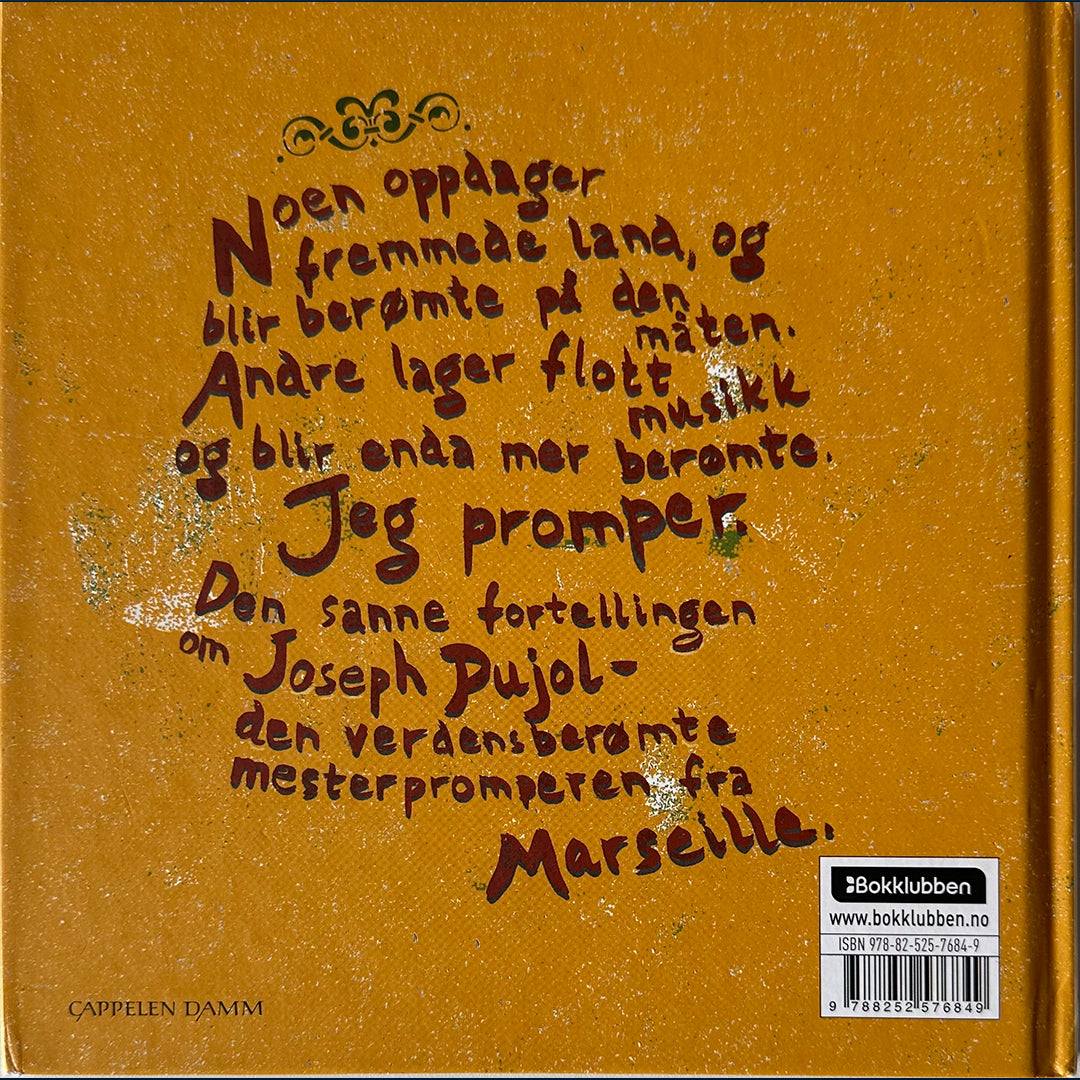 Noen oppdager
fremmede land, og
blir berømte på den
måten.
Andre lager flott
musikk
og blir enda mer berømte.
Jeg promper.
Den sanne fortellingen
om Joseph Pujol-
den verdensberømte
mesterpromperen fra
Marseille.
Bokklubben
www.bokklubben.no
ISBN 978-82-525-7684-9
9 788252 576849
CAPPELEN DAMM